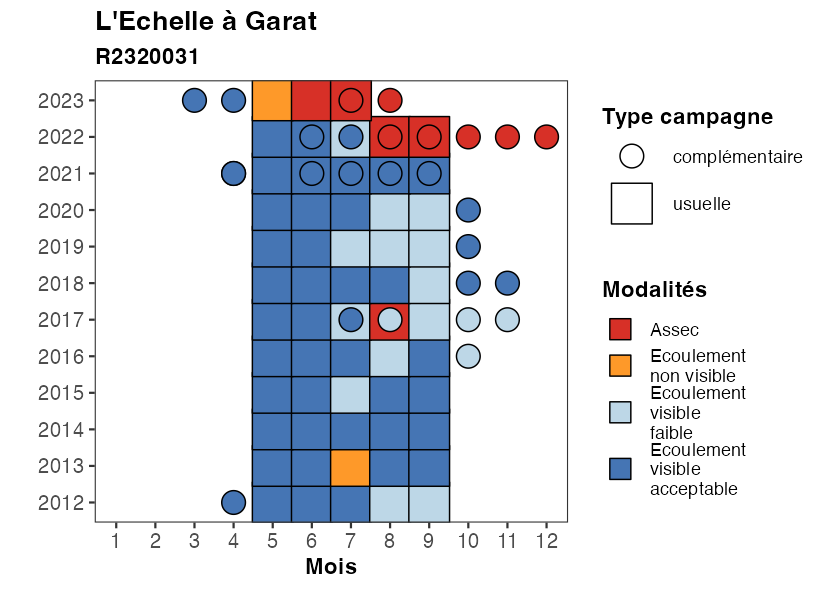 L'Echelle à Garat
R2320031
2023
2022
2021
2020
2019
2018
2017
2016
2015
2014
2013
2012
1 2 3 4 5 6 7 8 9 10 11 12
Mois
Type campagne
complémentaire
usuelle
Modalités
Assec
Ecoulement
non visible
Ecoulement
visible
faible
Ecoulement
visible
acceptable